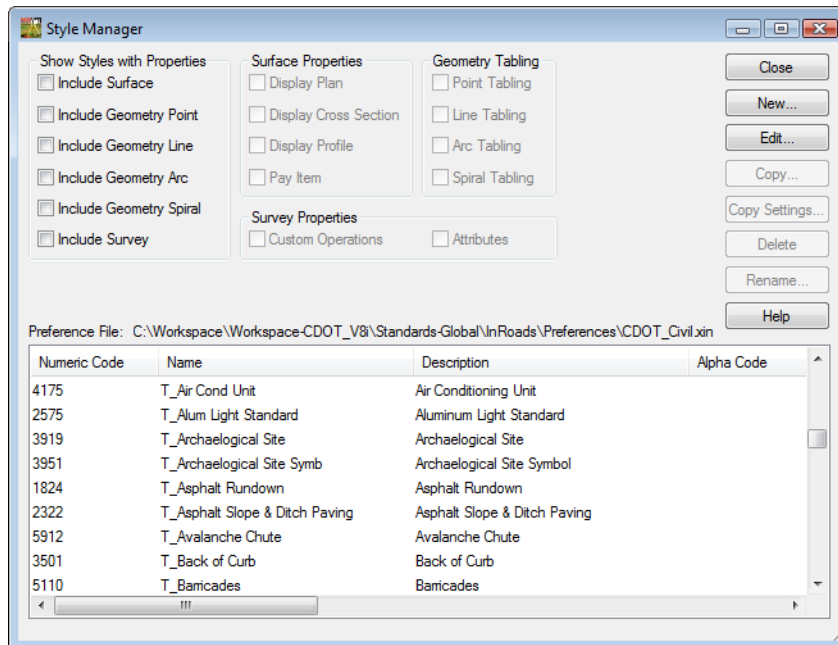 Style Manager
Show Styles with Properties
Include Surface
Include Geometry Point
Include Geometry Line
Include Geometry Arc
Include Geometry Spiral
Include Survey
Surface Properties
Display Plan
Display Cross Section
Display Profile
Pay Item
Geometry Tabling
Point Tabling
Line Tabling
Arc Tabling
Spiral Tabling
Survey Properties
Custom Operations Attributes
Close
New...
Edit...
Copy...
Copy Settings...
Delete
Rename...
Help
Preference File: C:\Workspace\Workspace-CDOT_V8i\Standards-Global\InRoads\Preferences\CDOT_Civil.xin
Numeric Code Name Description Alpha Code
4175 T_Air Cond Unit Air Conditioning Unit
2575 T_Alum Light Standard Aluminum Light Standard
3919 T_Archaelogical Site Archaelogical Site
3951 T_Archaelogical Site Symb Archaelogical Site Symbol
1824 T_Asphalt Rundown Asphalt Rundown
2322 T_Asphalt Slope & Ditch Paving Asphalt Slope & Ditch Paving
5912 T_Avalanche Chute Avalanche Chute
3501 T_Back of Curb Back of Curb
5110 T_Barricades Barricades